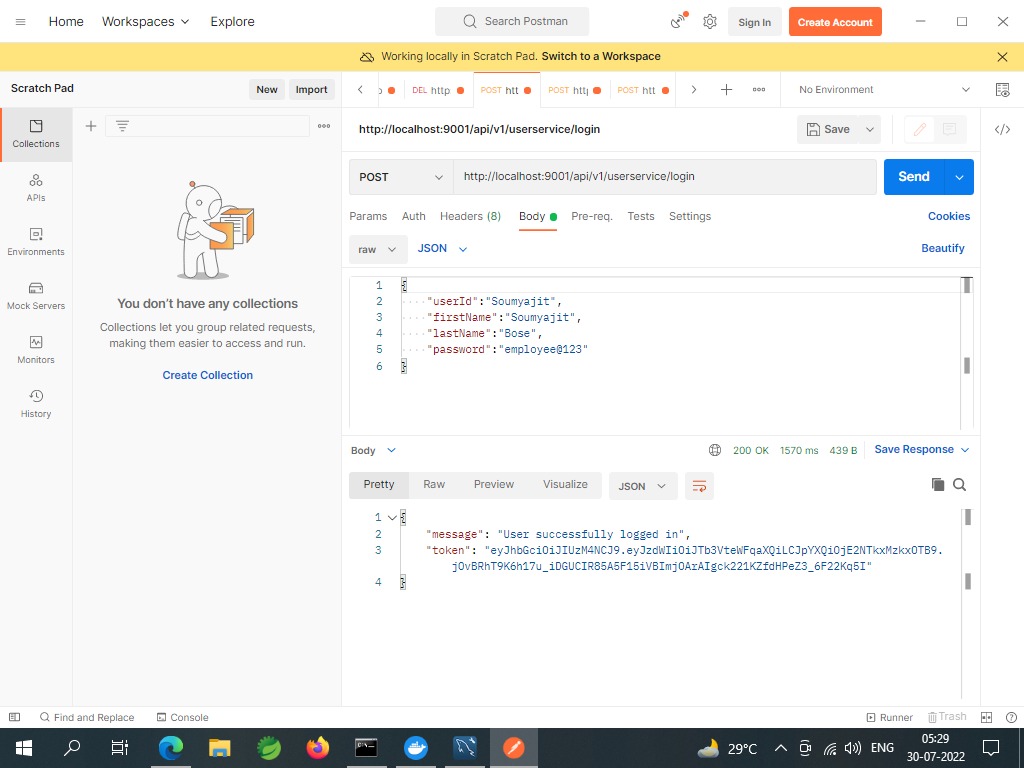 Home Workspaces Explore Search Postman Sign In Create Account
Working locally in Scratch Pad. Switch to a Workspace
Scratch Pad New Import DEL http POST htt POST http POST htt No Environment
http://localhost:9001/api/v1/userservice/login Save
Collections
POST http://localhost:9001/api/v1/userservice/login Send
APIs
Params Auth Headers (8) Body Pre-req. Tests Settings Cookies
Environments
raw JSON Beautify
Mock Servers
Monitors
History
You don't have any collections
Collections let you group related requests,
making them easier to access and run.
Create Collection
1 {
2 "userId":"Soumyajit",
3 "firstName":"Soumyajit",
4 "lastName":"Bose",
5 "password":"employee@123"
6 }
Body 200 OK 1570 ms 439 B Save Response
Pretty Raw Preview Visualize JSON
1 {
2 "message": "User successfully logged in",
3 "token": "eyJhbGciOiJIUzM4NCJ9.eyJzdWIiOiJTb3VteWFqaXQiLCJpYXQiOjE2NTkxMzkxOTB9.
jOvBRhT9K6h17u_iDGUCIR85A5F15iVBImjOArAIgck221KZfdHPeZ3_6F22Kq5I"
4 }
Find and Replace Console Runner Trash
29°C ENG 05:29
30-07-2022